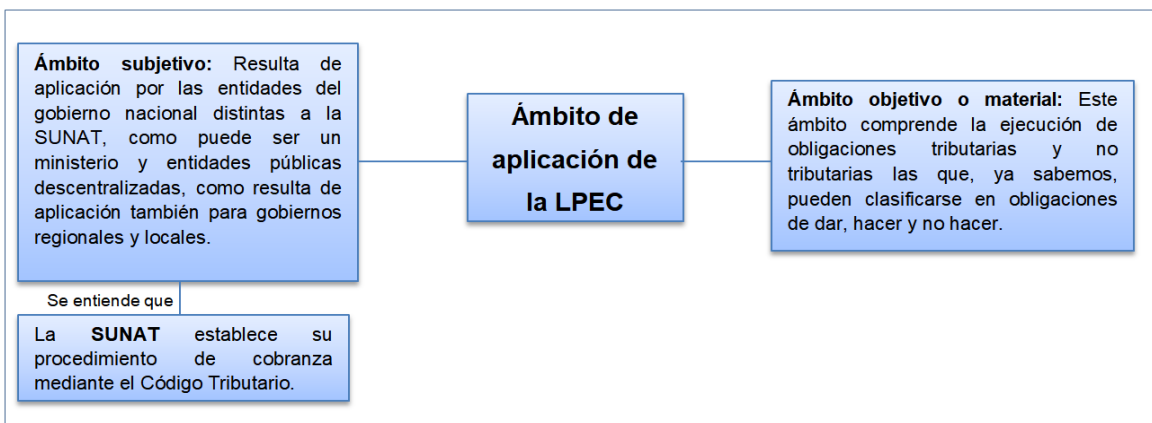 Ámbito subjetivo: Resulta de
aplicación por las entidades del
gobierno nacional distintas a la
SUNAT, como puede ser un
ministerio y entidades públicas
descentralizadas, como resulta de
aplicación también para gobiernos
regionales y locales.
Se entiende que
La SUNAT establece su
procedimiento de cobranza
mediante el Código Tributario.
Ámbito de
aplicación de
la LPEC
Ámbito objetivo o material: Este
ámbito comprende la ejecución de
obligaciones tributarias y no
tributarias las que, ya sabemos,
pueden clasificarse en obligaciones
de dar, hacer y no hacer.